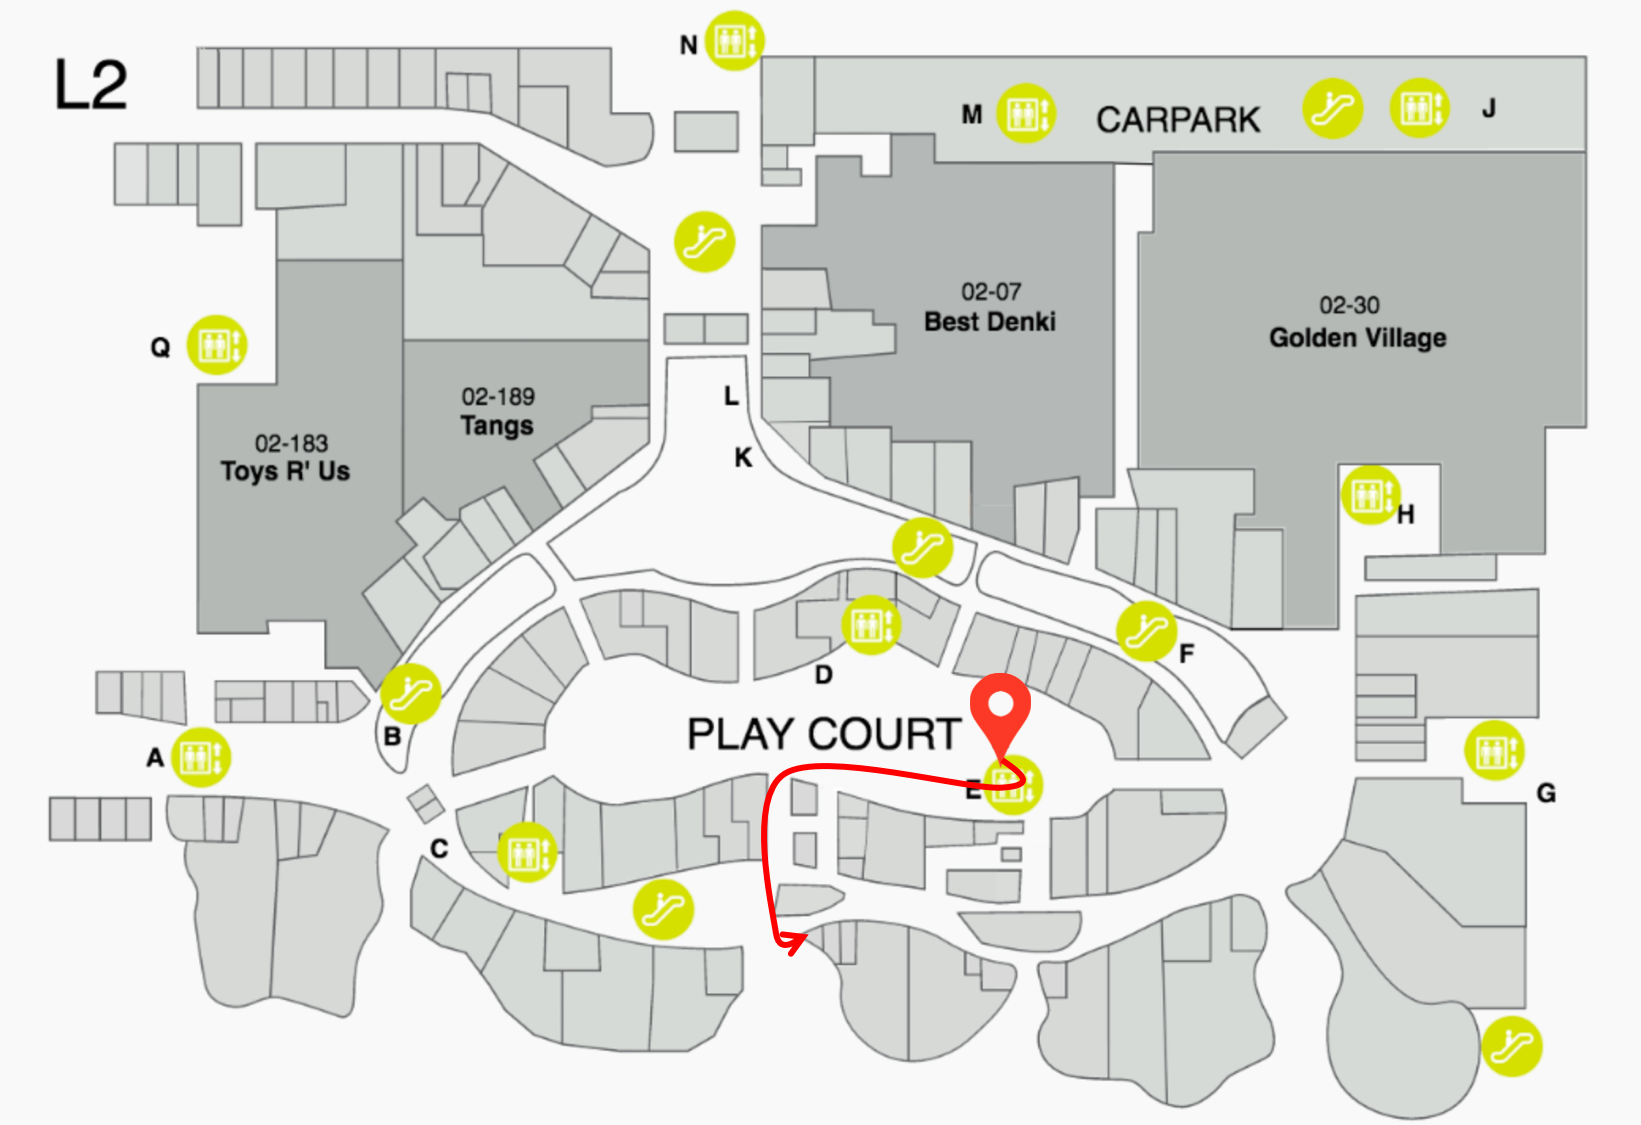 N
L2
M
CARPARK
J
02-07
Best Denki
02-30
Golden Village
Q
02-189
Tangs
L
02-183
Toys R' Us
K
H
F
D
B
PLAY COURT
A
E
G
C